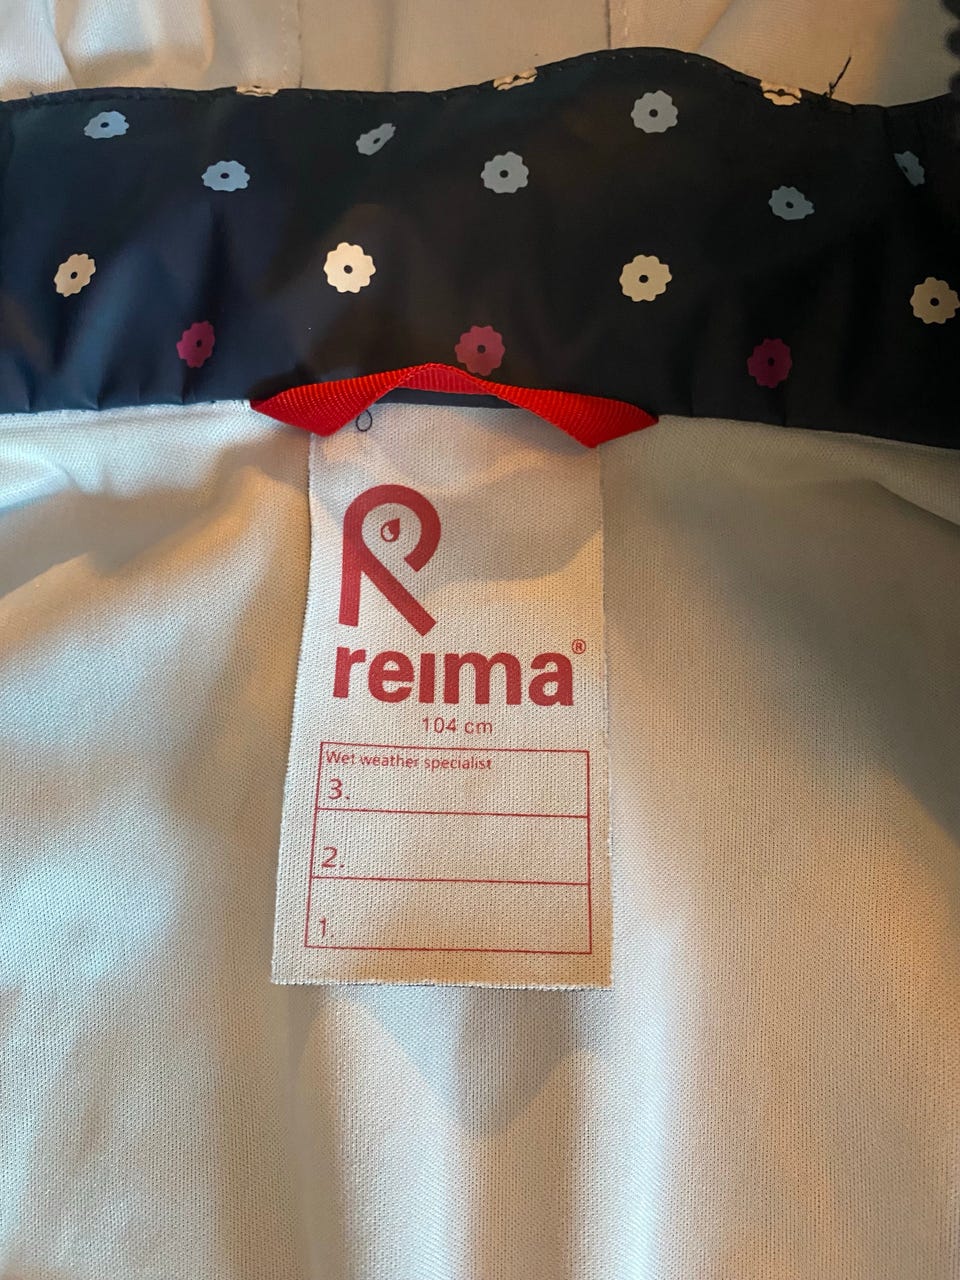 reima®
104 cm
Wet weather specialist
3.
2.
1.